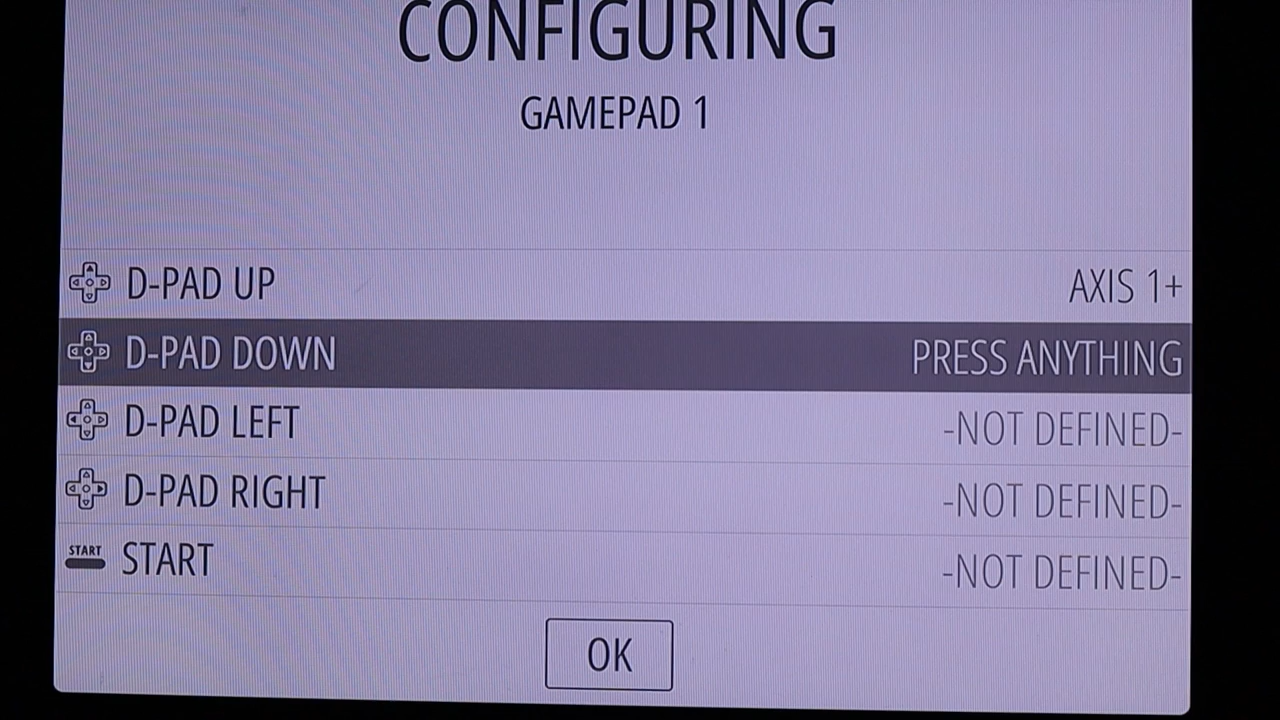 CONFIGURING
GAMEPAD 1
D-PAD UP AXIS 1+
D-PAD DOWN PRESS ANYTHING
D-PAD LEFT -NOT DEFINED-
D-PAD RIGHT -NOT DEFINED-
START START -NOT DEFINED-
OK